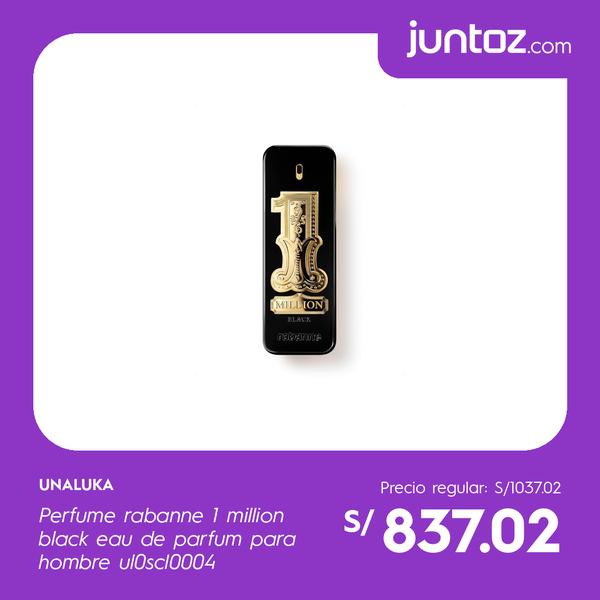 juntoz.com
1
MILLION
BLACK
rabanne
UNALUKA
Perfume rabanne 1 million
black eau de parfum para
hombre ul0scl0004
Precio regular: S/1037.02
S/ 837.02